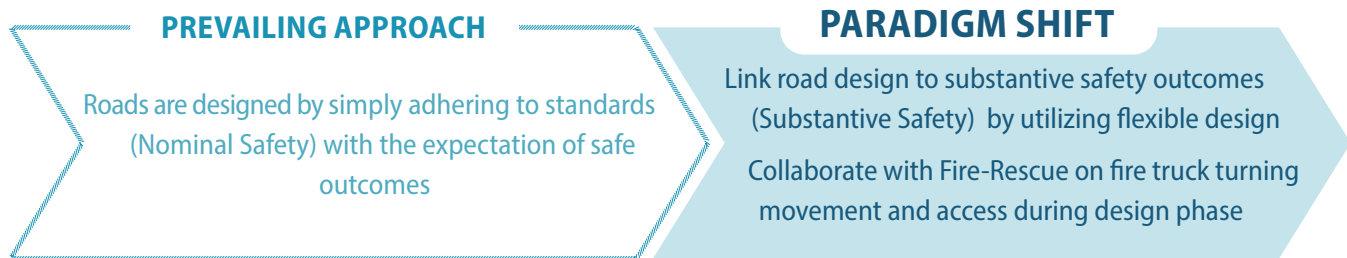 PREVAILING APPROACH
Roads are designed by simply adhering to standards
(Nominal Safety) with the expectation of safe
outcomes
PARADIGM SHIFT
Link road design to substantive safety outcomes
(Substantive Safety) by utilizing flexible design
Collaborate with Fire-Rescue on fire truck turning
movement and access during design phase